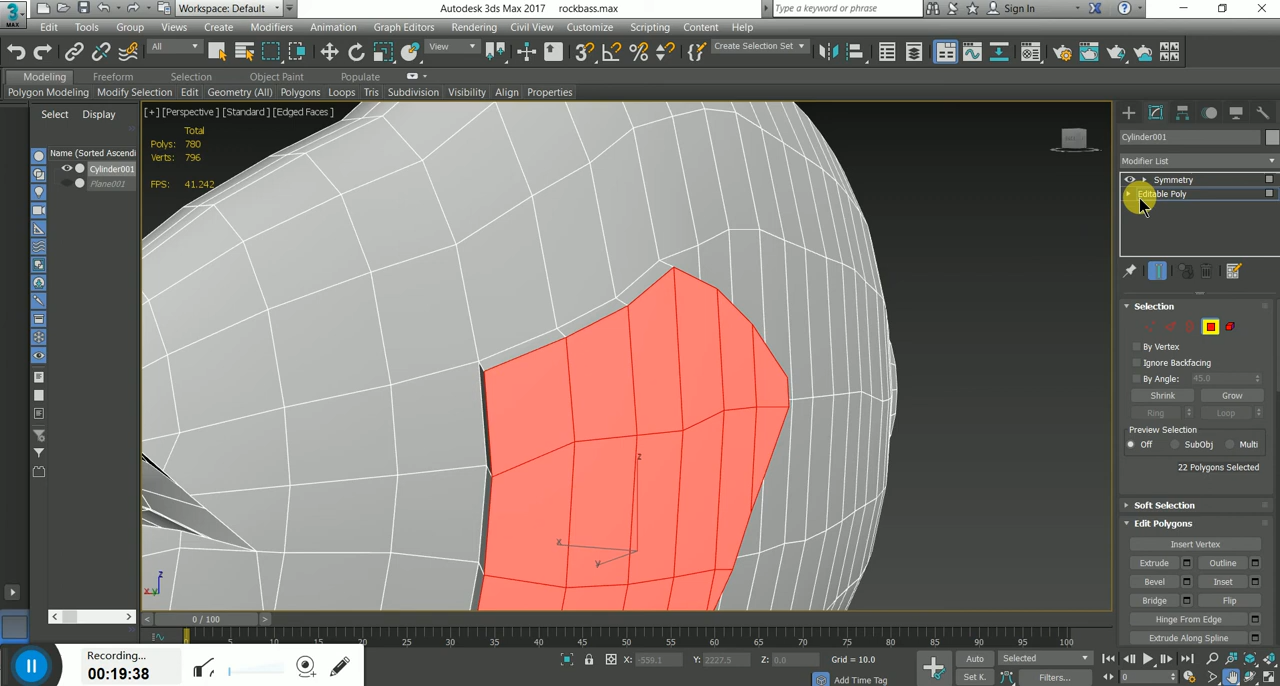 Workspace: Default
Autodesk 3ds Max 2017 rockbass.max
Type a keyword or phrase
Sign In
MAX
Edit Tools Group Views Create Modifiers Animation Graph Editors Rendering Civil View Customize Scripting Content Help
All
View
Create Selection Set
Modeling Freeform Selection Object Paint Populate
Polygon Modeling Modify Selection Edit Geometry (All) Polygons Loops Tris Subdivision Visibility Align Properties
Select Display
Name (Sorted Ascendi
Cylinder001
Plane001
[+] [Perspective ] [Standard ] [Edged Faces ]
Total
Polys: 780
Verts: 796
FPS: 41.242
z
x
y
z
x y
Cylinder001
Modifier List
Symmetry
Editable Poly
Selection
By Vertex
Ignore Backfacing
By Angle: 45.0
Shrink Grow
Ring Loop
Preview Selection
Off SubObj Multi
22 Polygons Selected
Soft Selection
Edit Polygons
Insert Vertex
Extrude Outline
Bevel Inset
Bridge Flip
Hinge From Edge
Extrude Along Spline
< 0 / 100 >
0 5 10 15 20 25 30 35 40 45 50 55 60 65 70 75 80 85 90 95 100
Recording...
00:19:38
X: -559.1 Y: 2227.5 Z: 0.0 Grid = 10.0
Add Time Tag
Auto Selected
Set K. Filters...
0